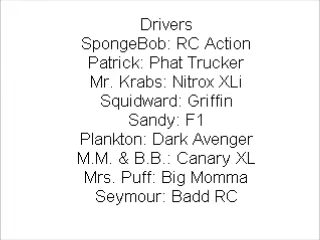 Drivers
SpongeBob: RC Action
Patrick: Phat Trucker
Mr. Krabs: Nitrox XLi
Squidward: Griffin
Sandy: F1
Plankton: Dark Avenger
M.M. & B.B.: Canary XL
Mrs. Puff: Big Momma
Seymour: Badd RC